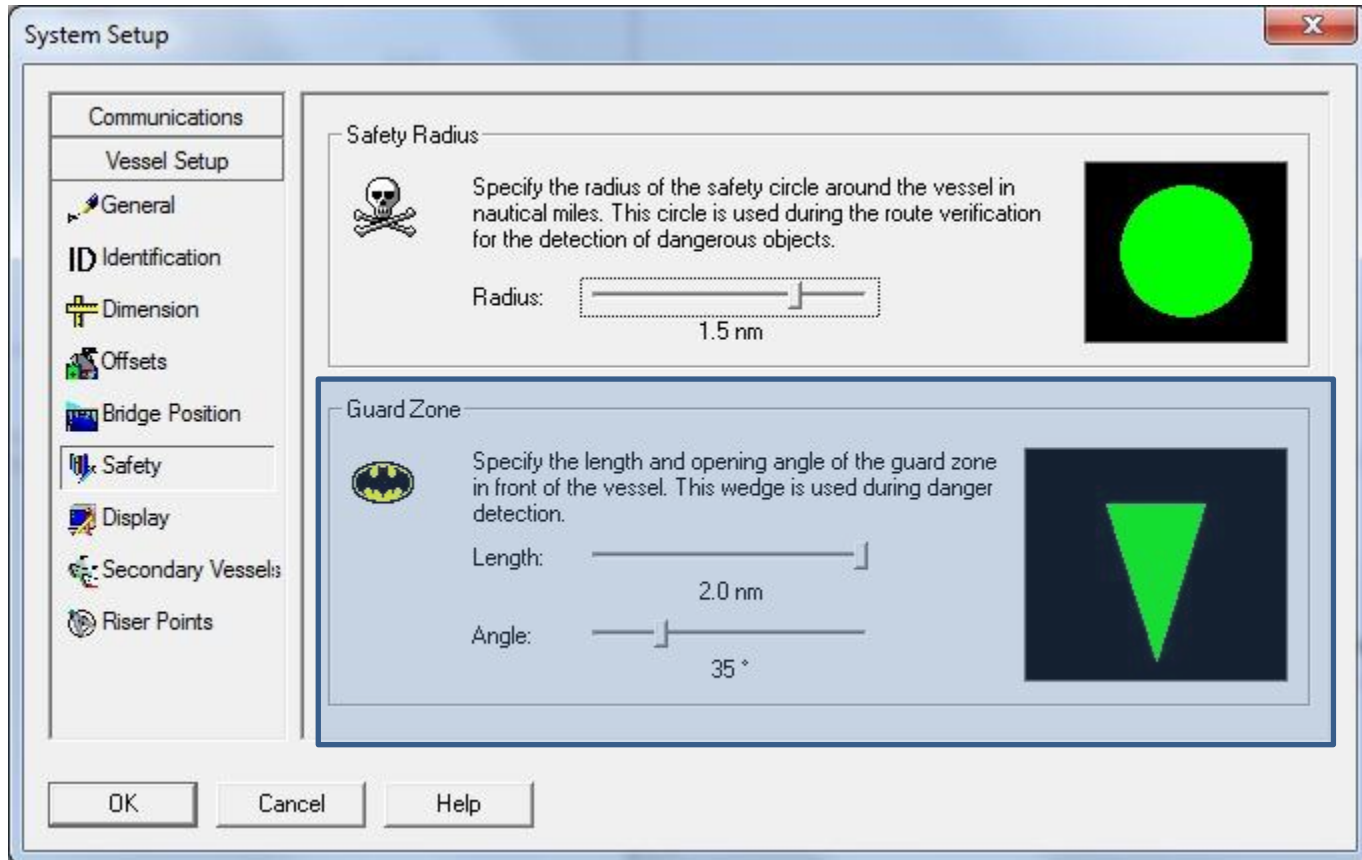 System Setup
Communications
Vessel Setup
General
ID Identification
Dimension
Offsets
Bridge Position
Safety
Display
Secondary Vessels
Riser Points
Safety Radius
Specify the radius of the safety circle around the vessel in
nautical miles. This circle is used during the route verification
for the detection of dangerous objects.
Radius:
1.5 nm
Guard Zone
Specify the length and opening angle of the guard zone
in front of the vessel. This wedge is used during danger
detection.
Length:
2.0 nm
Angle:
35 °
OK
Cancel
Help